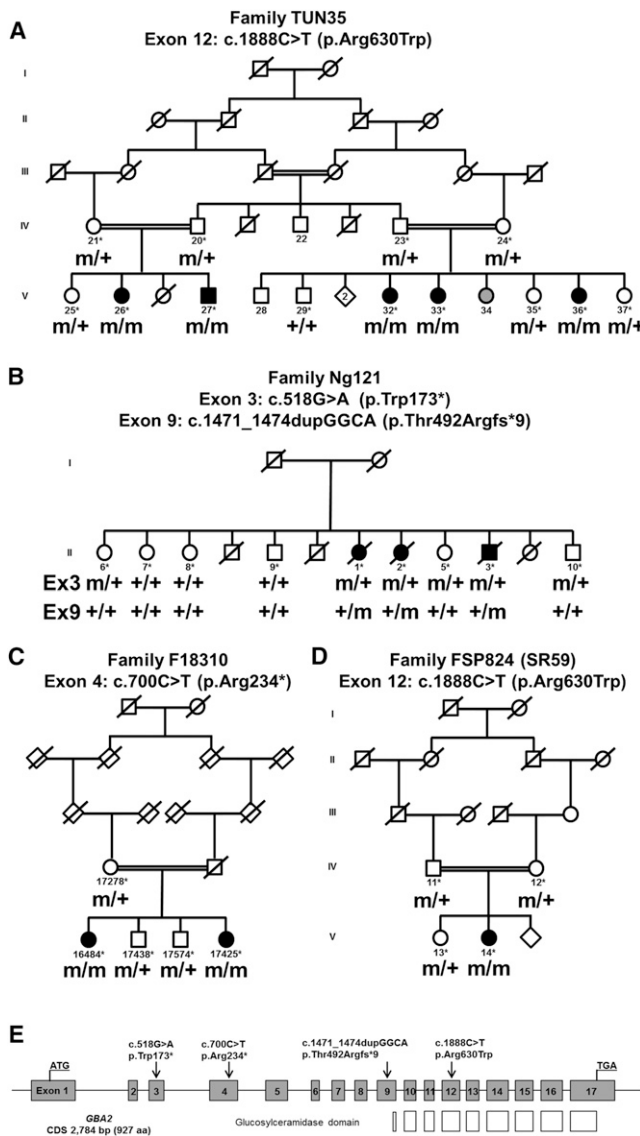 A
Family TUN35
Exon 12: c.1888C>T (p.Arg630Trp)
I
II
III
IV
21* 20* 22 23* 24*
m/+ m/+ m/+ m/+
V
25* 26* 27* 28 29* 2 32* 33* 34 35* 36* 37*
m/+ m/m m/m +/+ m/m m/m m/+ m/m m/+
B
Family Ng121
Exon 3: c.518G>A (p.Trp173*)
Exon 9: c.1471_1474dupGGCA (p.Thr492Argfs*9)
I
II
6* 7* 8* 9* 1* 2* 5* 3* 10*
Ex3 m/+ +/+ +/+ +/+ m/+ m/+ m/+ m/+ m/+
Ex9 +/+ +/+ +/+ +/+ +/m +/m +/+ +/m +/+
C
Family F18310
Exon 4: c.700C>T (p.Arg234*)
17278*
m/+
16484* 17438* 17574* 17425*
m/m m/+ m/+ m/m
D
Family FSP824 (SR59)
Exon 12: c.1888C>T (p.Arg630Trp)
I
II
III
IV
11* 12*
m/+ m/+
V
13* 14*
m/+ m/m
E
c.518G>A c.700C>T c.1471_1474dupGGCA c.1888C>T
p.Trp173* p.Arg234* p.Thr492Argfs*9 p.Arg630Trp
ATG TGA
Exon 1 2 3 4 5 6 7 8 9 10 11 12 13 14 15 16 17
GBA2
CDS 2,784 bp (927 aa)
Glucosylceramidase domain